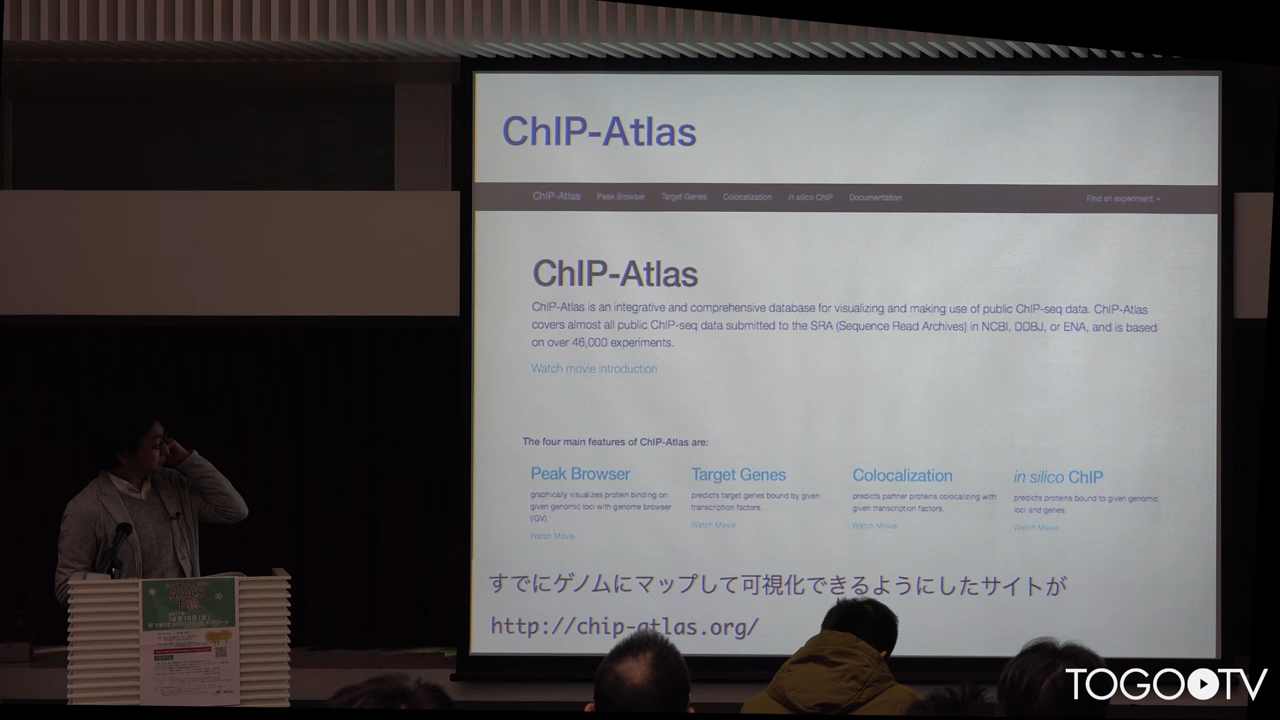 ChIP-Atlas
ChIP-Atlas Peak Browser Target Genes Colocalization in silico ChIP Documentation Find an experiment
ChIP-Atlas
ChIP-Atlas is an integrative and comprehensive database for visualizing and making use of public ChIP-seq data. ChIP-Atlas
covers almost all public ChIP-seq data submitted to the SRA (Sequence Read Archives) in NCBI, DDBJ, or ENA, and is based
on over 46,000 experiments.
Watch movie introduction
The four main features of ChIP-Atlas are:
Peak Browser
graphically visualizes protein binding on
given genomic loci with genome browser
(IGV).
Watch Movie
Target Genes
predicts target genes bound by given
transcription factors.
Watch Movie
Colocalization
predicts partner proteins colocalizing with
given transcription factors.
Watch Movie
in silico ChIP
predicts proteins bound to given genomic
loci and genes.
Watch Movie
すでにゲノムにマップして可視化できるようにしたサイトが
http://chip-atlas.org/
AJACS
TOGO TV